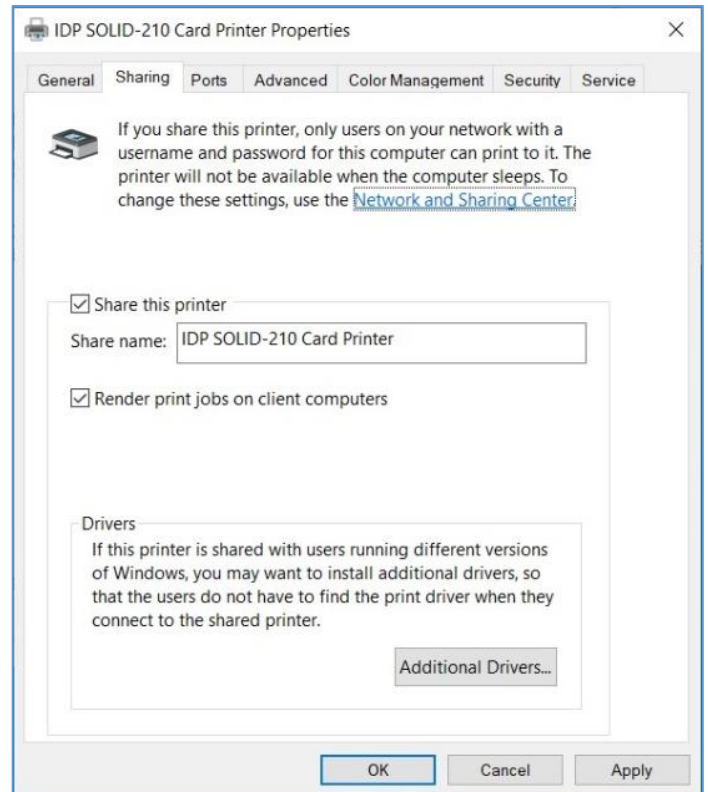 IDP SOLID-210 Card Printer Properties
General Sharing Ports Advanced Color Management Security Service
If you share this printer, only users on your network with a
username and password for this computer can print to it. The
printer will not be available when the computer sleeps. To
change these settings, use the Network and Sharing Center.
Share this printer
Share name: IDP SOLID-210 Card Printer
Render print jobs on client computers
Drivers
If this printer is shared with users running different versions
of Windows, you may want to install additional drivers, so
that the users do not have to find the print driver when they
connect to the shared printer.
Additional Drivers...
OK Cancel Apply